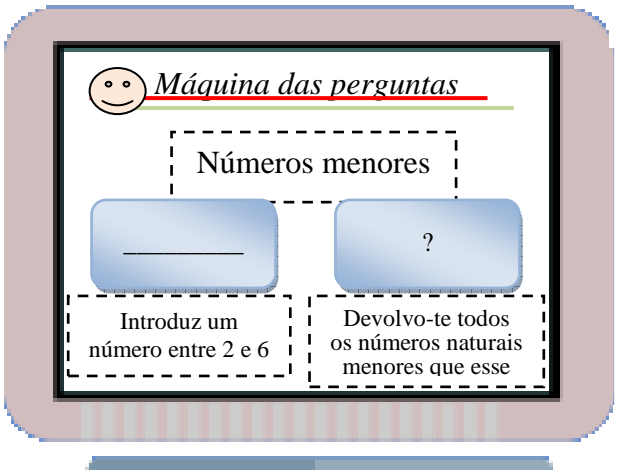 Máquina das perguntas
Números menores
_________
?
Introduz um
número entre 2 e 6
Devolvo-te todos
os números naturais
menores que esse